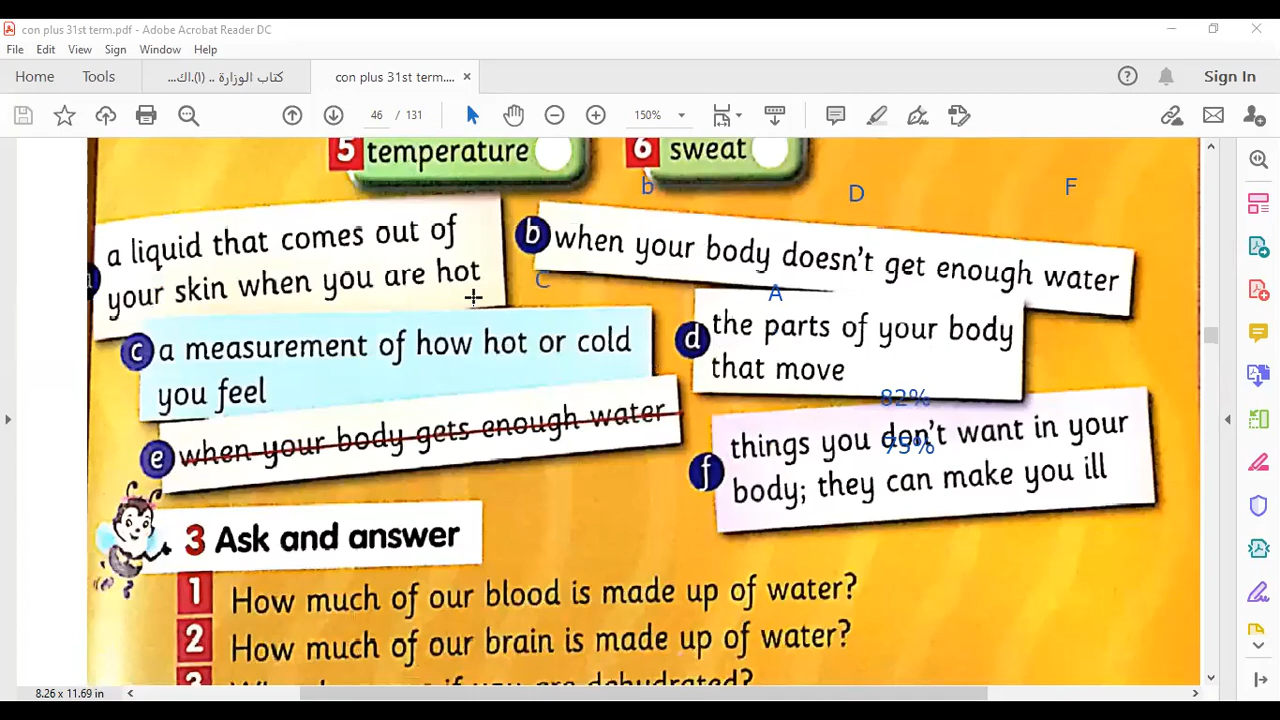 con plus 31st term.pdf - Adobe Acrobat Reader DC
File Edit View Sign Window Help
Home Tools كتاب الوزارة .. (١).اك... con plus 31st term.... × Sign In
46 / 131 150%
5 temperature 6 sweat
b D F
a liquid that comes out of
your skin when you are hot
b when your body doesn't get enough water
C A
c a measurement of how hot or cold
you feel
d the parts of your body
that move
82%
e when your body gets enough water
f things you don't want in your
body; they can make you ill
75%
3 Ask and answer
1 How much of our blood is made up of water?
2 How much of our brain is made up of water?
8.26 x 11.69 in